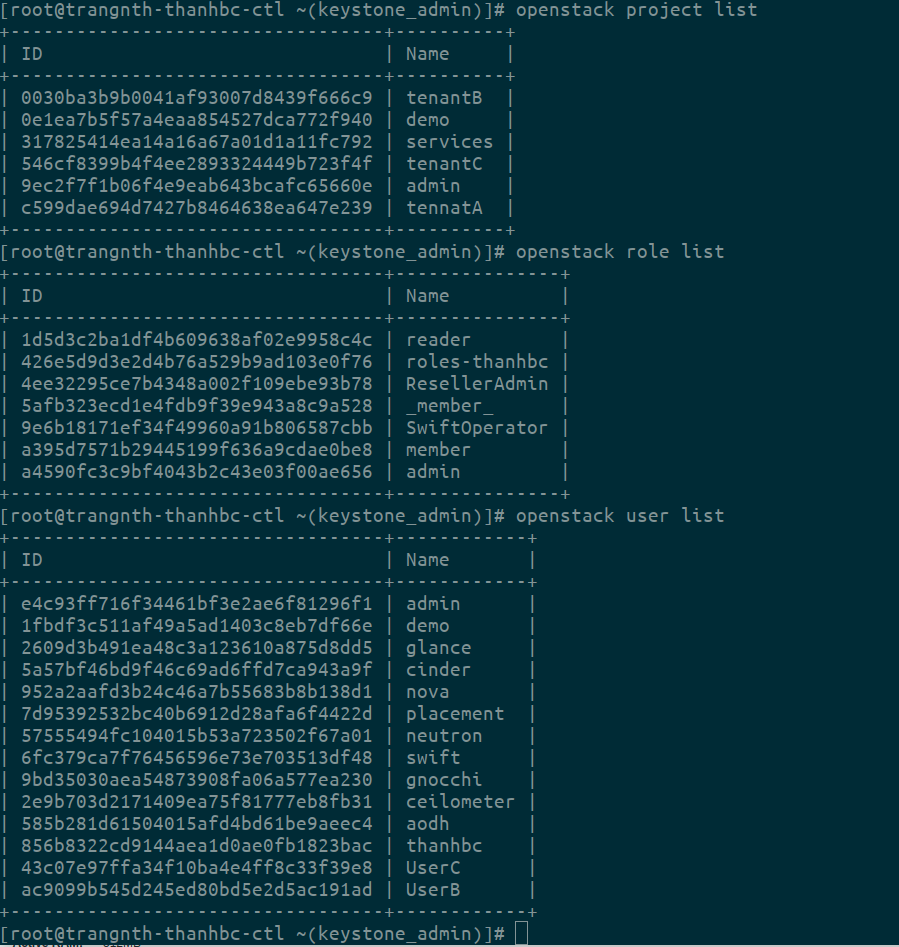 [root@trangnth-thanhbc-ctl ~(keystone_admin)]# openstack project list
+----------------------------------+----------+
| ID                               | Name     |
+----------------------------------+----------+
| 0030ba3b9b0041af93007d8439f666c9 | tenantB  |
| 0e1ea7b5f57a4eaa854527dca772f940 | demo     |
| 317825414ea14a16a67a01d1a11fc792 | services |
| 546cf8399b4f4ee2893324449b723f4f | tenantC  |
| 9ec2f7f1b06f4e9eab643bcafc65660e | admin    |
| c599dae694d7427b8464638ea647e239 | tennatA  |
+----------------------------------+----------+
[root@trangnth-thanhbc-ctl ~(keystone_admin)]# openstack role list
+----------------------------------+---------------+
| ID                               | Name          |
+----------------------------------+---------------+
| 1d5d3c2ba1df4b609638af02e9958c4c | reader        |
| 426e5d9d3e2d4b76a529b9ad103e0f76 | roles-thanhbc |
| 4ee32295ce7b4348a002f109ebe93b78 | ResellerAdmin |
| 5afb323ecd1e4fdb9f39e943a8c9a528 | _member_      |
| 9e6b18171ef34f49960a91b806587cbb | SwiftOperator |
| a395d7571b29445199f636a9cdae0be8 | member        |
| a4590fc3c9bf4043b2c43e03f00ae656 | admin         |
+----------------------------------+---------------+
[root@trangnth-thanhbc-ctl ~(keystone_admin)]# openstack user list
+----------------------------------+------------+
| ID                               | Name       |
+----------------------------------+------------+
| e4c93ff716f34461bf3e2ae6f81296f1 | admin      |
| 1fbdf3c511af49a5ad1403c8eb7df66e | demo       |
| 2609d3b491ea48c3a123610a875d8dd5 | glance     |
| 5a57bf46bd9f46c69ad6ffd7ca943a9f | cinder     |
| 952a2aafd3b24c46a7b55683b8b138d1 | nova       |
| 7d95392532bc40b6912d28afa6f4422d | placement  |
| 57555494fc104015b53a723502f67a01 | neutron    |
| 6fc379ca7f76456596e73e703513df48 | swift      |
| 9bd35030aea54873908fa06a577ea230 | gnocchi    |
| 2e9b703d2171409ea75f81777eb8fb31 | ceilometer |
| 585b281d61504015afd4bd61be9aeec4 | aodh       |
| 856b8322cd9144aea1d0ae0fb1823bac | thanhbc    |
| 43c07e97ffa34f10ba4e4ff8c33f39e8 | UserC      |
| ac9099b545d245ed80bd5e2d5ac191ad | UserB      |
+----------------------------------+------------+
[root@trangnth-thanhbc-ctl ~(keystone_admin)]#